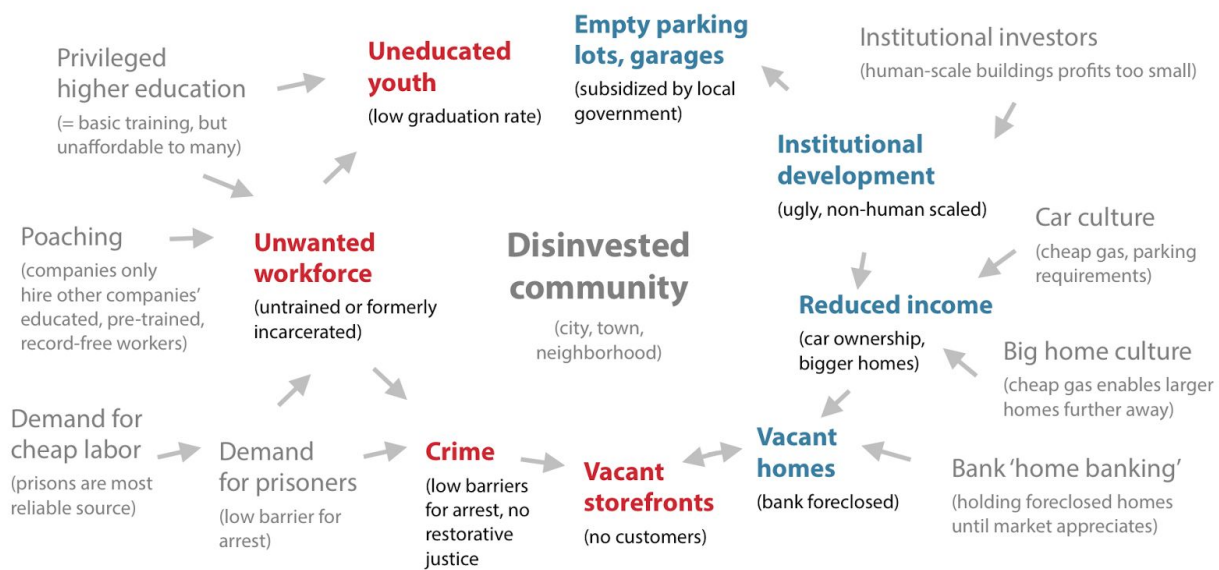 Privileged
higher education
(= basic training, but
unaffordable to many)
Uneducated
youth
(low graduation rate)
Empty parking
lots, garages
(subsidized by local
government)
Institutional investors
(human-scale buildings profits too small)
Institutional
development
(ugly, non-human scaled)
Poaching
(companies only
hire other companies’
educated, pre-trained,
record-free workers)
Unwanted
workforce
(untrained or formerly
incarcerated)
Disinvested
community
(city, town,
neighborhood)
Car culture
(cheap gas, parking
requirements)
Reduced income
(car ownership,
bigger homes)
Big home culture
(cheap gas enables larger
homes further away)
Demand for
cheap labor
(prisons are most
reliable source)
Demand
for prisoners
(low barrier for
arrest)
Crime
(low barriers
for arrest, no
restorative
justice
Vacant
storefronts
(no customers)
Vacant
homes
(bank foreclosed)
Bank ‘home banking’
(holding foreclosed homes
until market appreciates)